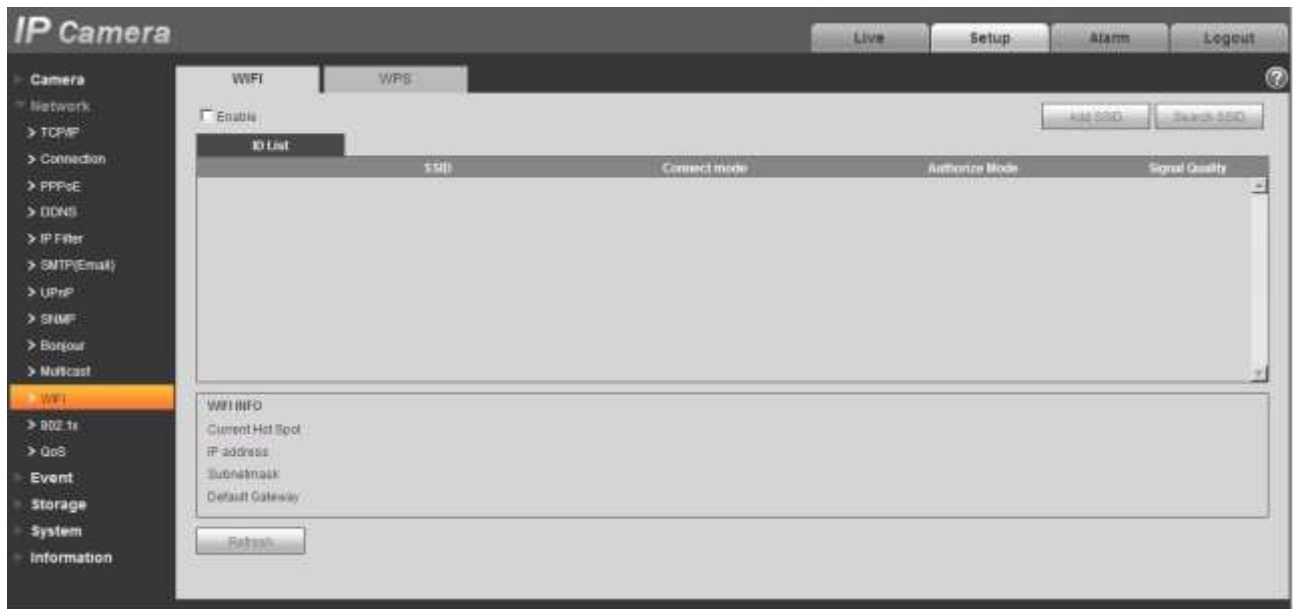 IP Camera
Live Setup Alarm Logout
Camera
Network
TCP/IP
Connection
PPPoE
DDNS
IP Filter
SMTP(Email)
UPnP
SNMP
Bonjour
Multicast
WIFI
802.1x
QoS
Event
Storage
System
Information
WIFI WPS
?
Enable Add SSID Search SSID
ID List
SSID Connect mode Authorize Mode Signal Quality
WIFI INFO
Current Hot Spot
IP address
Subnetmask
Default Gateway
Refresh